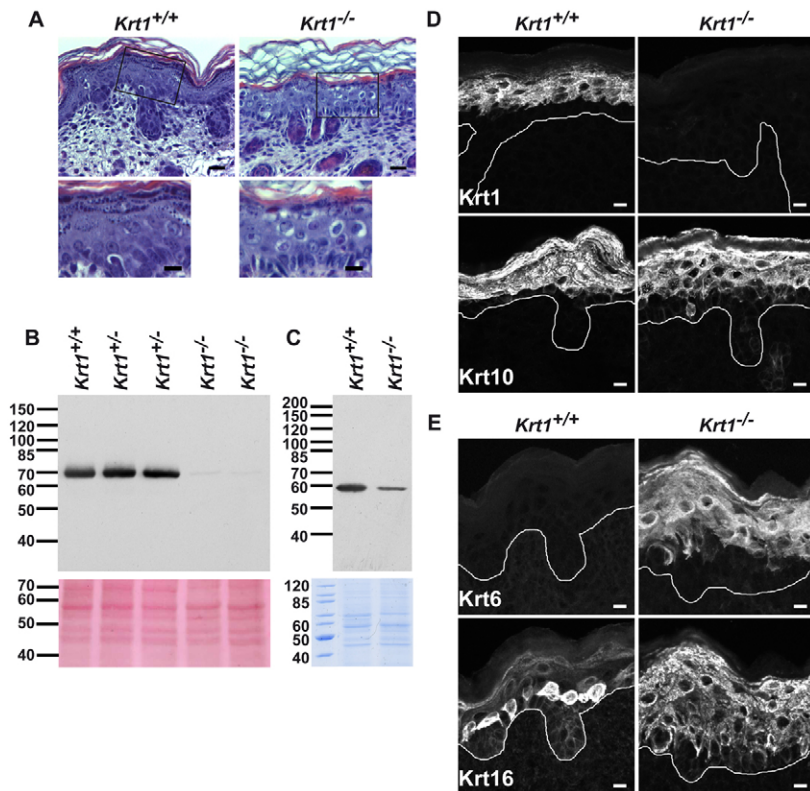 A
Krt1+/+
Krt1-/-
B
Krt1+/+
Krt1+/-
Krt1+/-
Krt1-/-
Krt1-/-
150
120
100
85
70
60
50
40
70
60
50
40
C
Krt1+/+
Krt1-/-
200
150
120
100
85
70
60
50
40
120
85
60
50
40
D
Krt1+/+
Krt1-/-
Krt1
Krt10
E
Krt1+/+
Krt1-/-
Krt6
Krt16